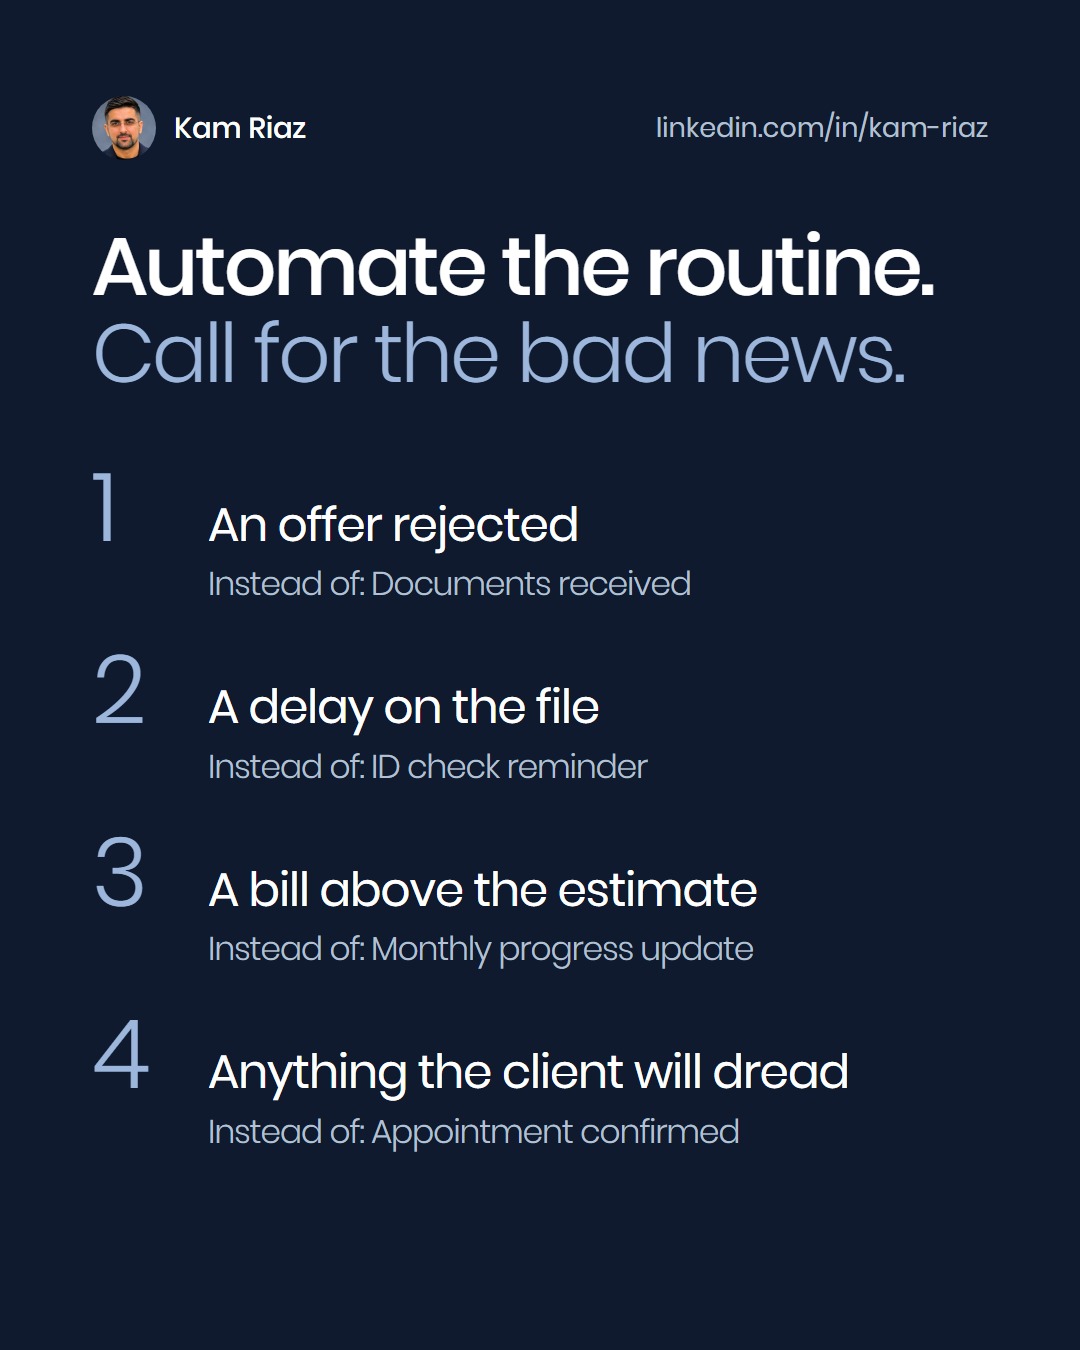 Kam Riaz
linkedin.com/in/kam-riaz
Automate the routine.
Call for the bad news.
1
An offer rejected
Instead of: Documents received
2
A delay on the file
Instead of: ID check reminder
3
A bill above the estimate
Instead of: Monthly progress update
4
Anything the client will dread
Instead of: Appointment confirmed